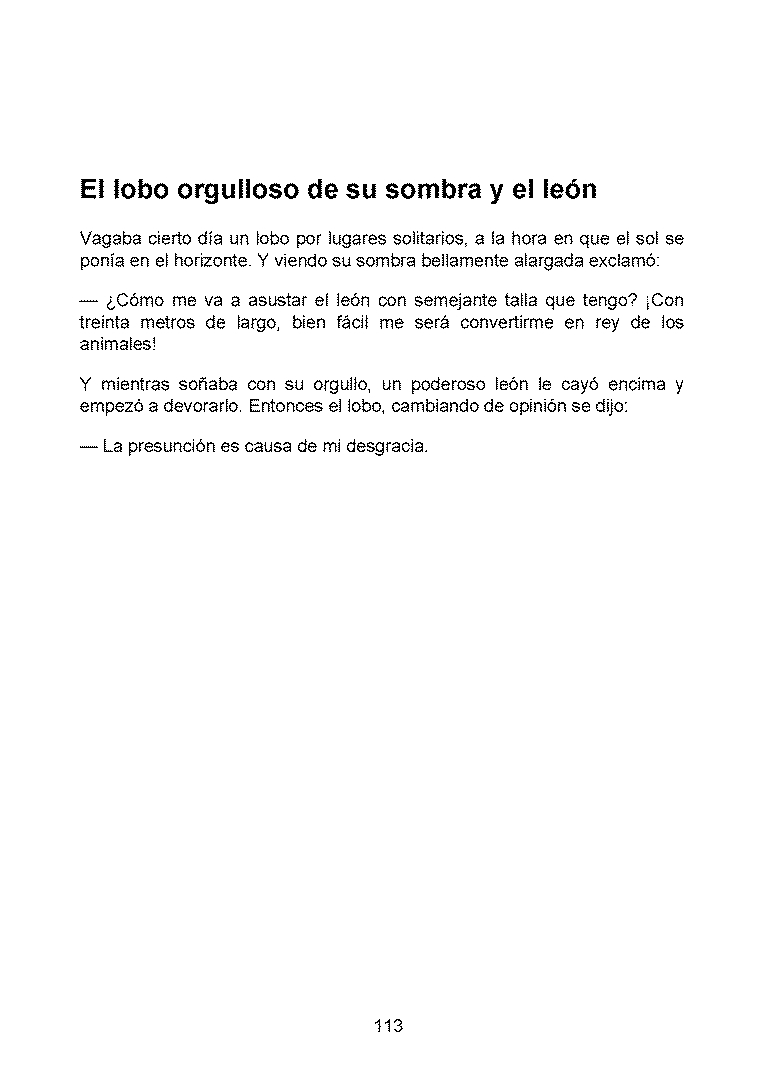 El lobo orgulloso de su sombra y el león
Vagaba cierto día un lobo por lugares solitarios, a la hora en que el sol se
ponía en el horizonte. Y viendo su sombra bellamente alargada exclamó:
— ¿Cómo me va a asustar el león con semejante talla que tengo? ¡Con
treinta metros de largo, bien fácil me será convertirme en rey de los
animales!
Y mientras soñaba con su orgullo, un poderoso león le cayó encima y
empezó a devorarlo. Entonces el lobo, cambiando de opinión se dijo:
— La presunción es causa de mi desgracia.
113